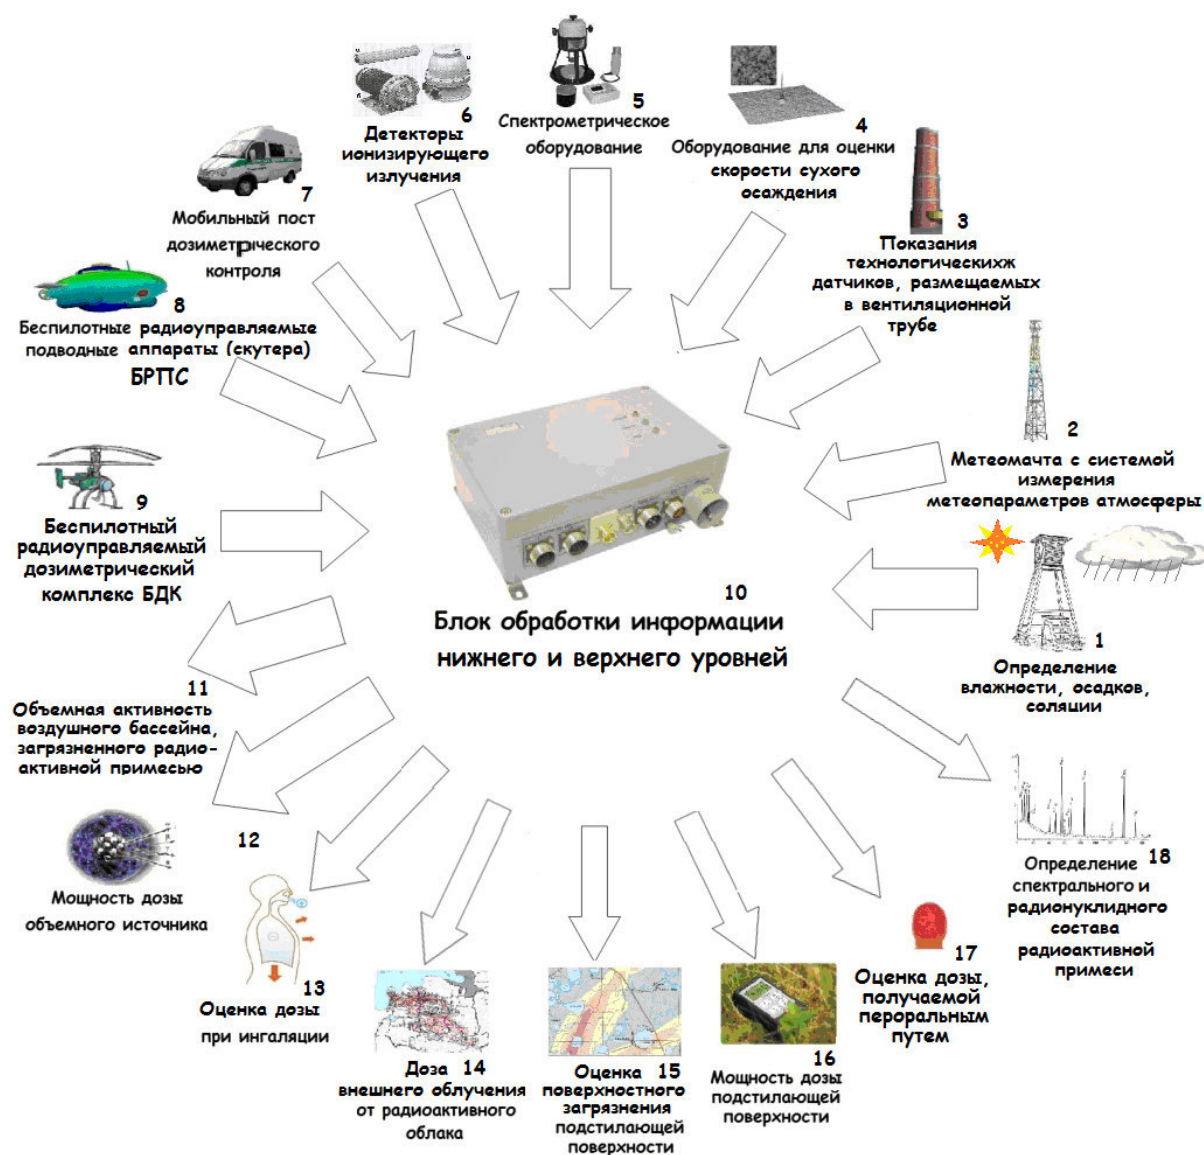 6
Детекторы
ионизирующего
излучения
5
Спектрометрическое
оборудование
4
Оборудование для оценки
скорости сухого
осаждения
3
Показания
технологическихж
датчиков, размещаемых
в вентиляционной
трубе
7
Мобильный пост
дозиметрического
контроля
8
Беспилотные радиоуправляемые
подводные аппараты (скутера)
БРПС
2
Метеомачта с системой
измерения
метеопараметров атмосферы
9
Беспилотный
радиоуправляемый
дозиметрический
комплекс БДК
10
Блок обработки информации
нижнего и верхнего уровней
1
Определение
влажности, осадков,
соляции
11
Объемная активность
воздушного бассейна,
загрязненного радио-
активной примесью
12
Мощность дозы
объемного источника
13
Оценка дозы
при ингаляции
Доза 14
внешнего облучения
от радиоактивного
облака
Оценка 15
поверхностного
загрязнения
подстилающей
поверхности
16
Мощность дозы
подстилающей
поверхности
17
Оценка дозы,
получаемой
пероральным
путем
Определение 18
спектрального и
радионуклидного
состава
радиоактивной
примеси